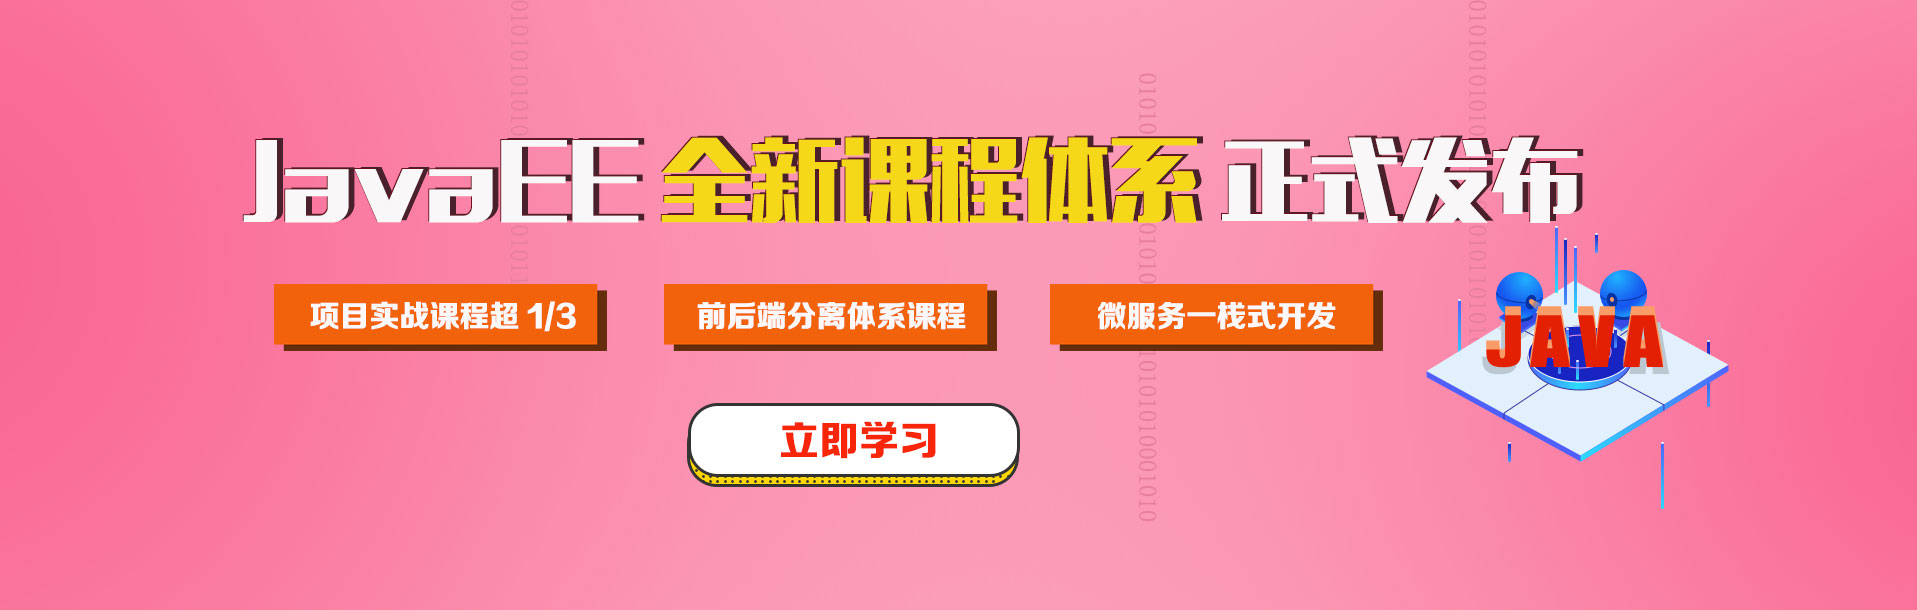 JavaEE 全新课程体系 正式发布
项目实战课程超 1/3
前后端分离体系课程
微服务一栈式开发
JAVA
立即学习